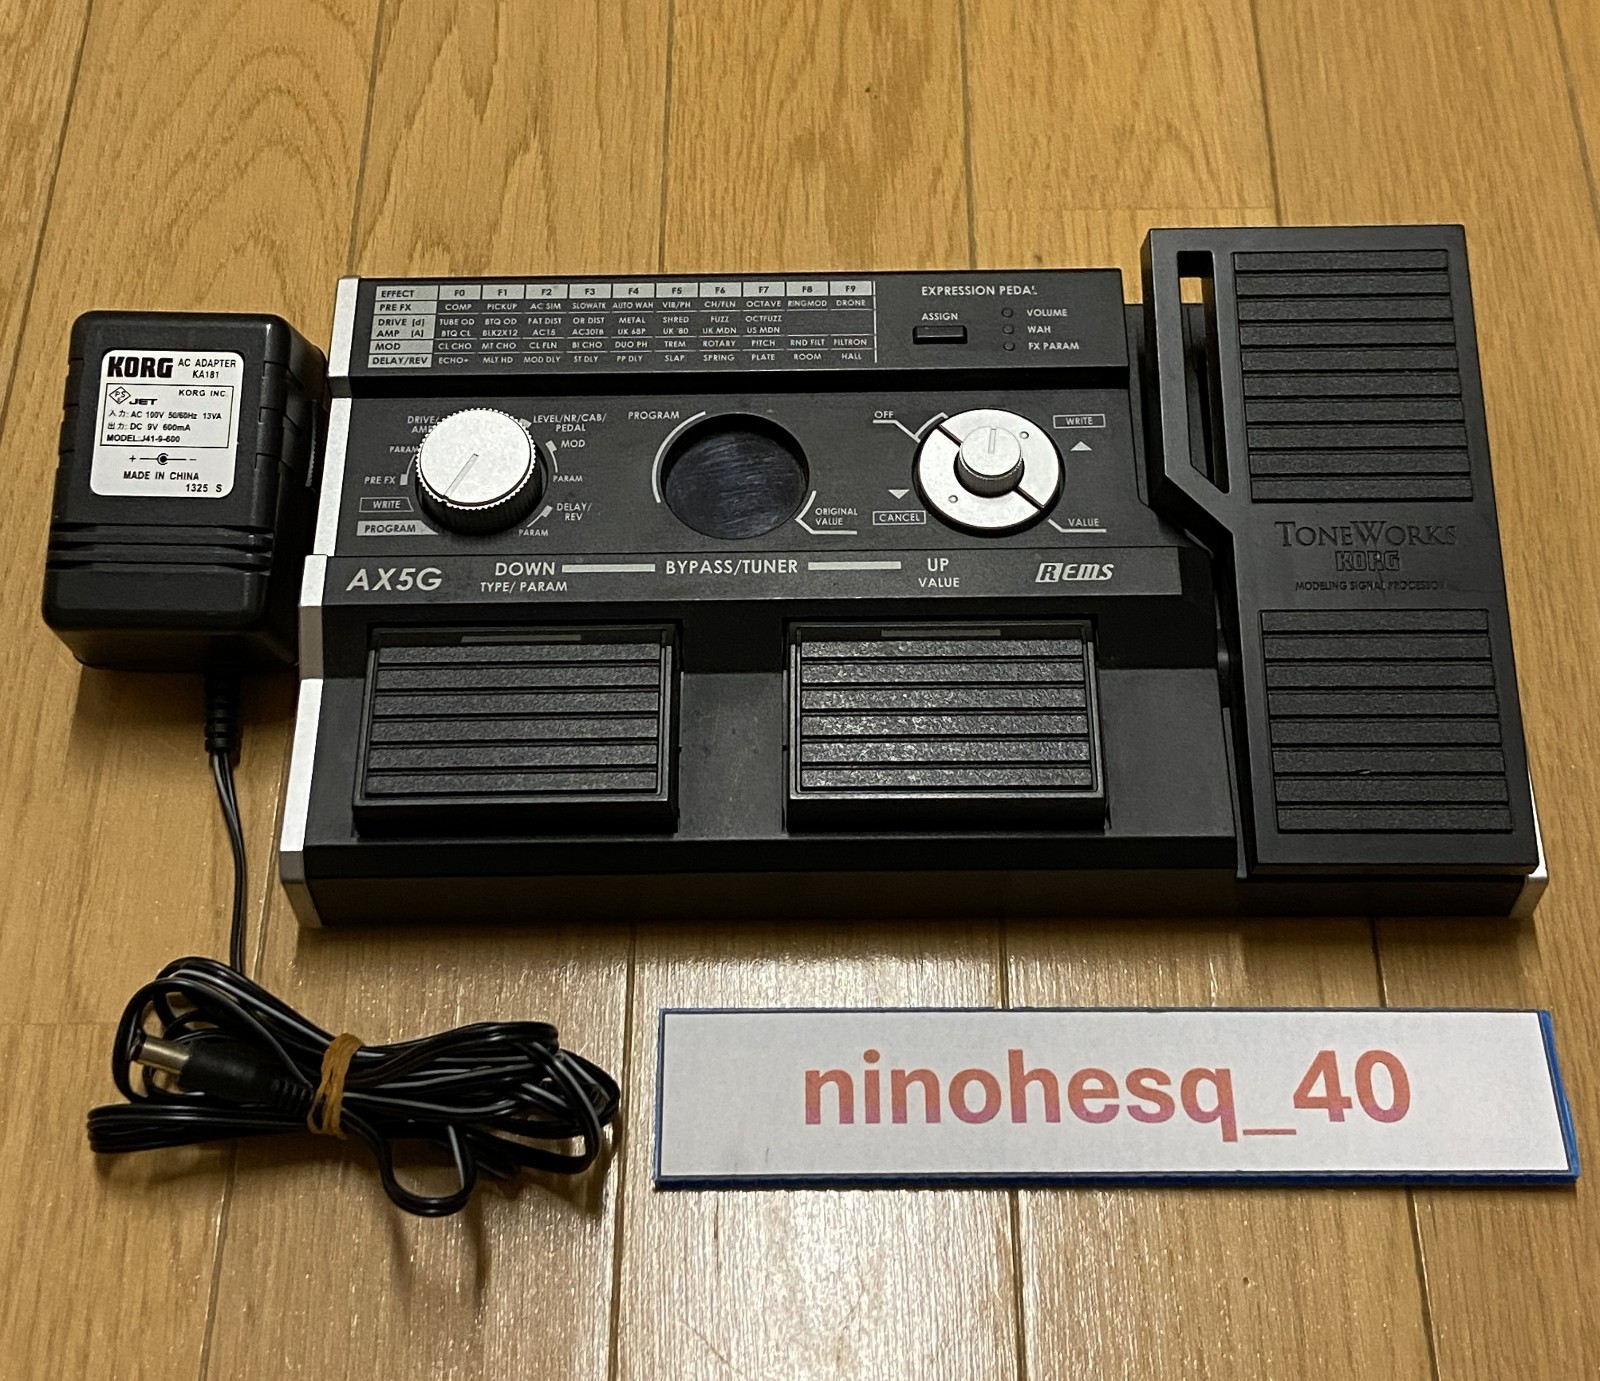 KORG AC ADAPTER
KA181
KORG INC.
PS E JET
入力: AC 100V 50/60Hz 13VA
出力: DC 9V 600mA
MODEL:J41-9-600
+ −
MADE IN CHINA
1325 S
EFFECT F0 F1 F2 F3 F4 F5 F6 F7 F8 F9
PRE FX COMP PICKUP AC SIM SLOWATK AUTO WAH VIB/PH CH/FLN OCTAVE RINGMOD DRONE
DRIVE [d] TUBE OD BTQ OD FAT DIST OR DIST METAL SHRED FUZZ OCTFUZZ
AMP [A] BTQ CL BLK2X12 AC15 AC30TB UK 68P UK '80 UK MDN US MDN
MOD CL CHO MT CHO CL FLN BI CHO DUO PH TREM ROTARY PITCH RND FILT FILTRON
DELAY/REV ECHO+ MLT HD MOD DLY ST DLY PP DLY SLAP SPRING PLATE ROOM HALL
EXPRESSION PEDAL
ASSIGN
VOLUME
WAH
FX PARAM
DRIVE/
AMP
LEVEL/NR/CAB/
PEDAL
PARAM
MOD
PRE FX
PARAM
WRITE
DELAY/
REV
PROGRAM
PARAM
PROGRAM
ORIGINAL
VALUE
OFF
WRITE
CANCEL
VALUE
AX5G
DOWN
TYPE/ PARAM
BYPASS/TUNER
UP
VALUE
REMS
TONEWORKS
KORG
MODELING SIGNAL PROCESSOR
ninohesq_40